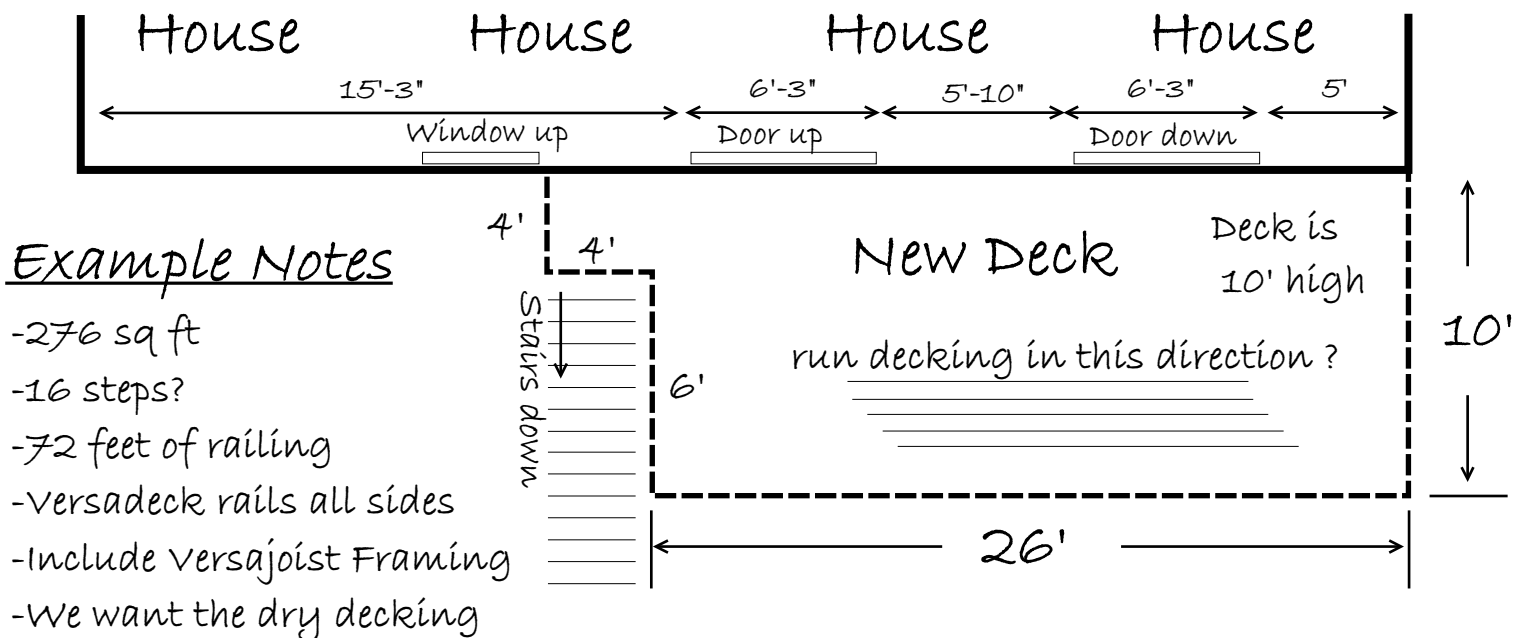 House House House House
15'-3" 6'-3" 5'-10" 6'-3" 5'
Window up Door up Door down
4'
4'
New Deck
Deck is
10' high
Example Notes
-276 sq ft
-16 steps?
-72 feet of railing
-Versadeck rails all sides
-Include Versajoist Framing
-We want the dry decking
Stairs down
6'
run decking in this direction ?
10'
26'